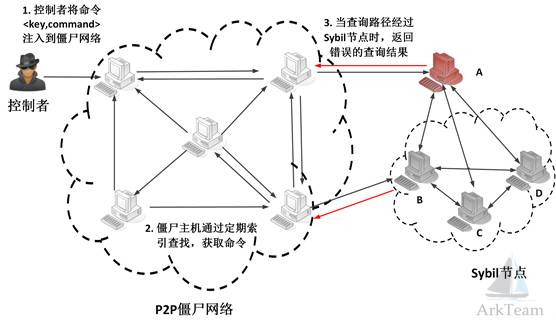 1. 控制者将命令
<key,command>
注入到僵尸网络
控制者
3. 当查询路径经过
Sybil节点时，返回
错误的查询结果
A
B
C
D
2. 僵尸主机通过定期索
引查找，获取命令
Sybil节点
P2P僵尸网络
ArkTeam